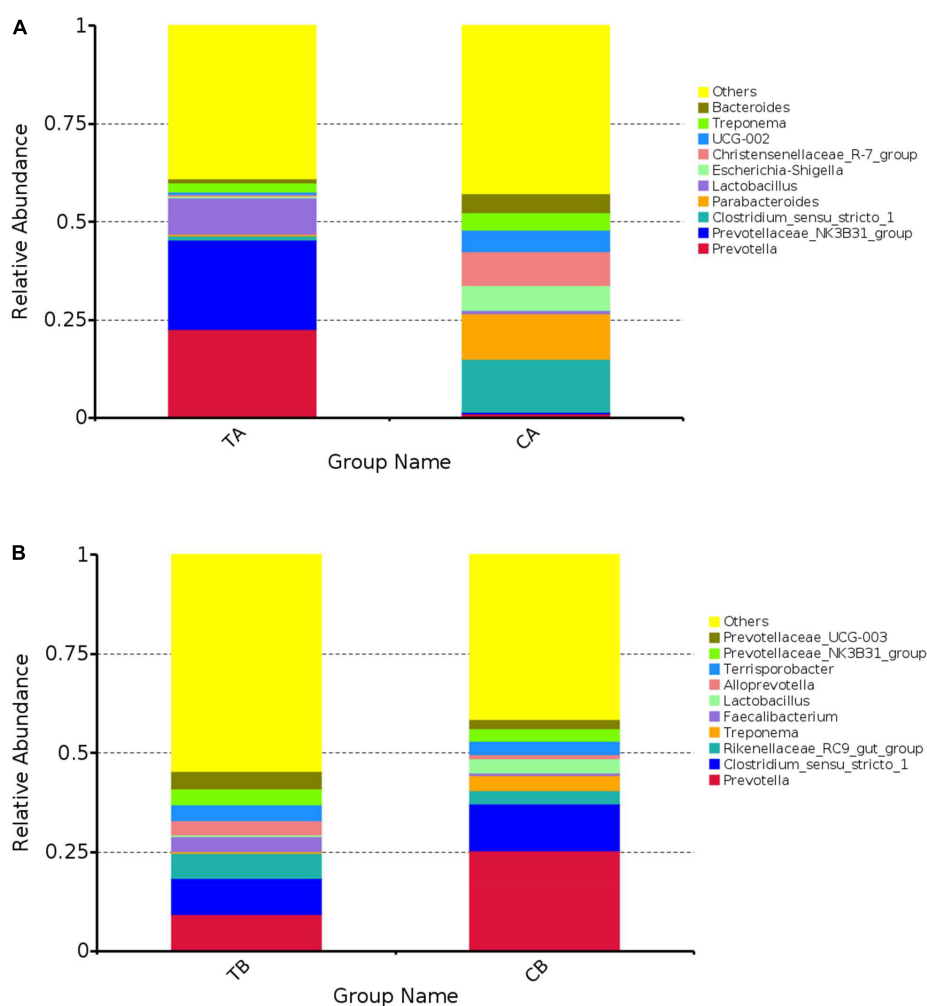 A
1
0.75
0.5
0.25
0
Relative Abundance
TA
CA
Group Name
Others
Bacteroides
Treponema
UCG-002
Christensenellaceae_R-7_group
Escherichia-Shigella
Lactobacillus
Parabacteroides
Clostridium_sensu_stricto_1
Prevotellaceae_NK3B31_group
Prevotella
B
1
0.75
0.5
0.25
0
Relative Abundance
TB
CB
Group Name
Others
Prevotellaceae_UCG-003
Prevotellaceae_NK3B31_group
Terrisporobacter
Alloprevotella
Lactobacillus
Faecalibacterium
Treponema
Rikenellaceae_RC9_gut_group
Clostridium_sensu_stricto_1
Prevotella